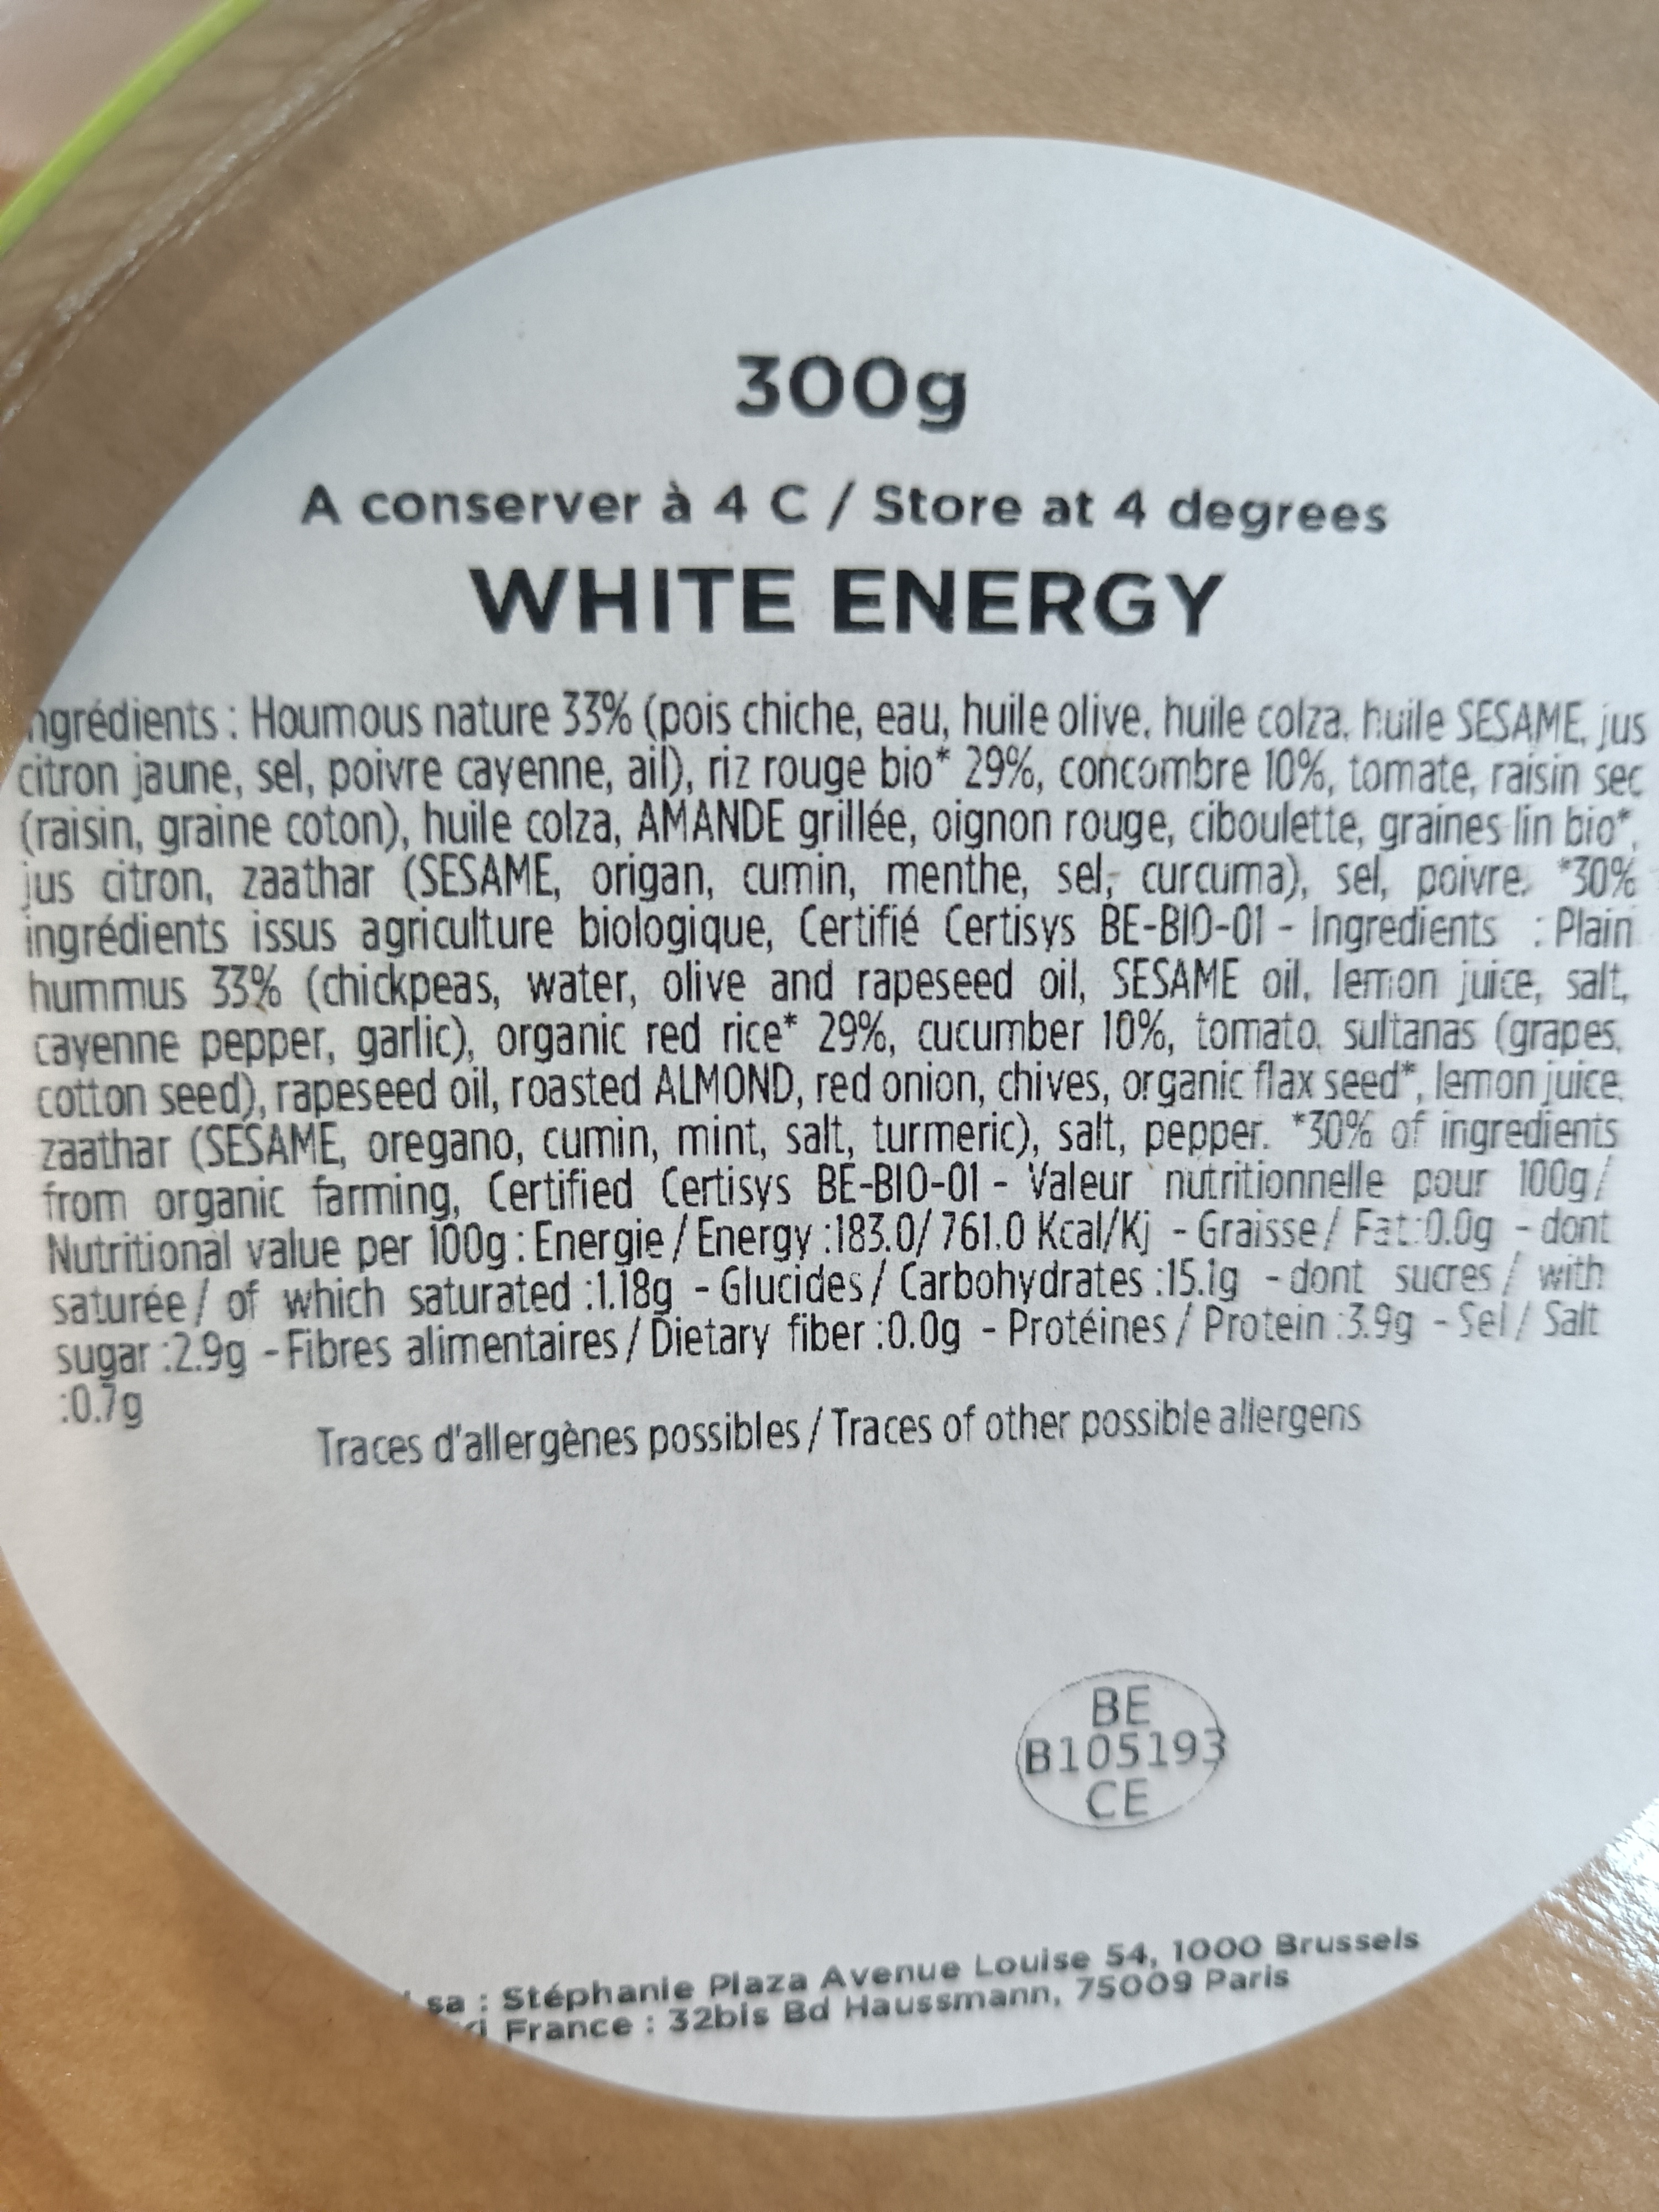 300g
A conserver à 4 C / Store at 4 degrees
WHITE ENERGY
ngrédients : Houmous nature 33% (pois chiche, eau, huile olive, huile colza, huile SESAME, jus
citron jaune, sel, poivre cayenne, ail), riz rouge bio* 29%, concombre 10%, tomate, raisin sec
(raisin, graine coton), huile colza, AMANDE grillée, oignon rouge, ciboulette, graines lin bio*,
jus citron, zaathar (SESAME, origan, cumin, menthe, sel, curcuma), sel, poivre. *30%
ingrédients issus agriculture biologique, Certifié Certisys BE-BIO-01 - Ingredients : Plain
hummus 33% (chickpeas, water, olive and rapeseed oil, SESAME oil, lemon juice, salt,
cayenne pepper, garlic), organic red rice* 29%, cucumber 10%, tomato, sultanas (grapes,
cotton seed), rapeseed oil, roasted ALMOND, red onion, chives, organic flax seed*, lemon juice,
zaathar (SESAME, oregano, cumin, mint, salt, turmeric), salt, pepper. *30% of ingredients
from organic farming, Certified Certisys BE-BIO-01 - Valeur nutritionnelle pour 100g /
Nutritional value per 100g : Energie / Energy :183.0/ 761.0 Kcal/Kj - Graisse / Fat :0.0g - dont
saturée / of which saturated :1.18g - Glucides / Carbohydrates :15.1g - dont sucres / with
sugar :2.9g - Fibres alimentaires / Dietary fiber :0.0g - Protéines / Protein :3.9g - Sel / Salt
:0.7g
Traces d'allergènes possibles / Traces of other possible allergens
BE
B105193
CE
sa : Stéphanie Plaza Avenue Louise 54, 1000 Brussels
France : 32bis Bd Haussmann, 75009 Paris